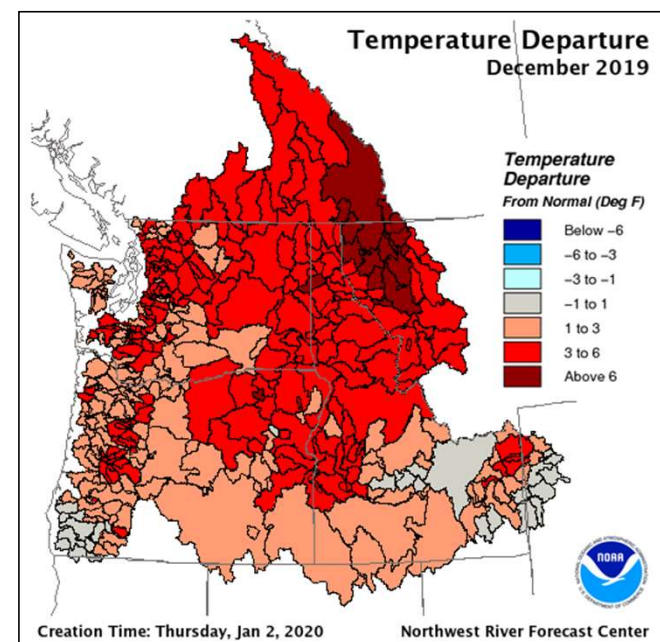 Temperature Departure
December 2019
Temperature
Departure
From Normal (Deg F)
Below -6
-6 to -3
-3 to -1
-1 to 1
1 to 3
3 to 6
Above 6
NOAA
Creation Time: Thursday, Jan 2, 2020
Northwest River Forecast Center